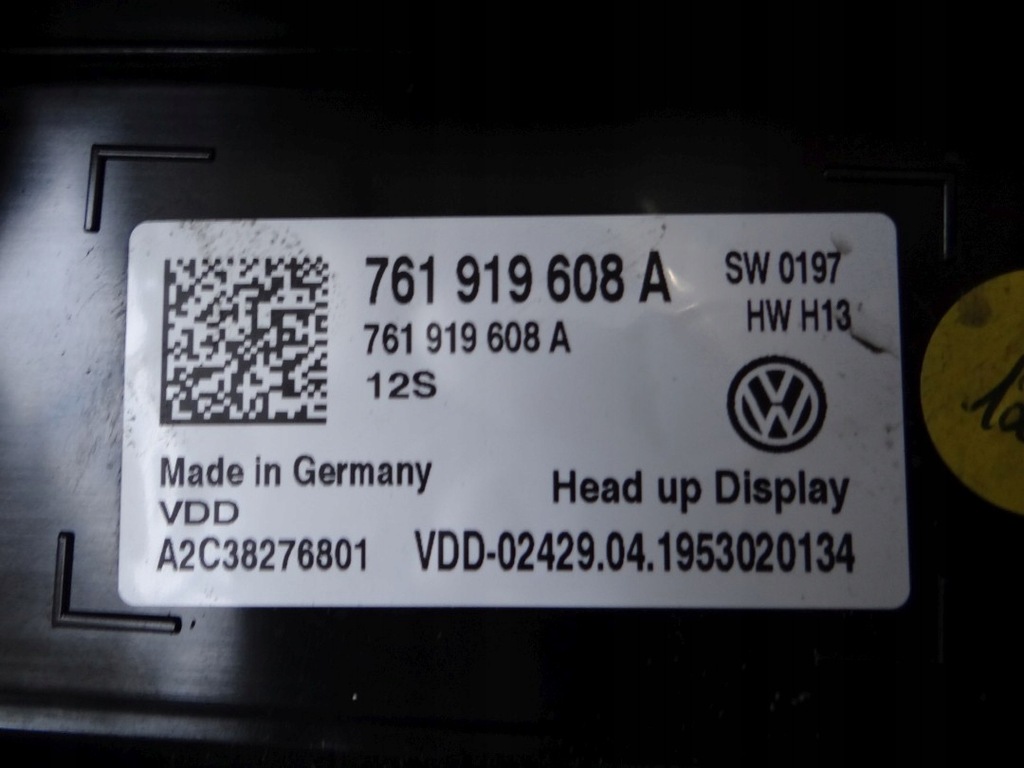 761 919 608 A
SW 0197
761 919 608 A
HW H13
12S
Made in Germany
Head up Display
VDD
A2C38276801
VDD-02429.04.1953020134